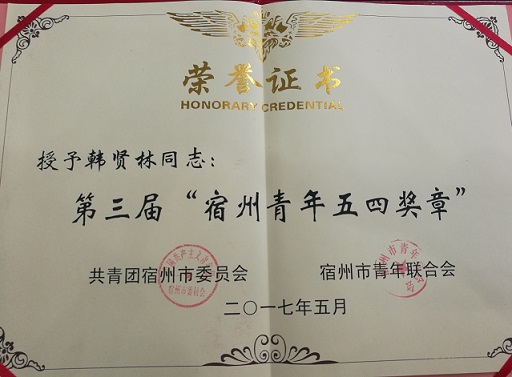 荣誉证书
HONORARY CREDENTIAL
授予韩贤林同志：
第三届“宿州青年五四奖章”
共青团宿州市委员会
宿州市青年联合会
二〇一七年五月